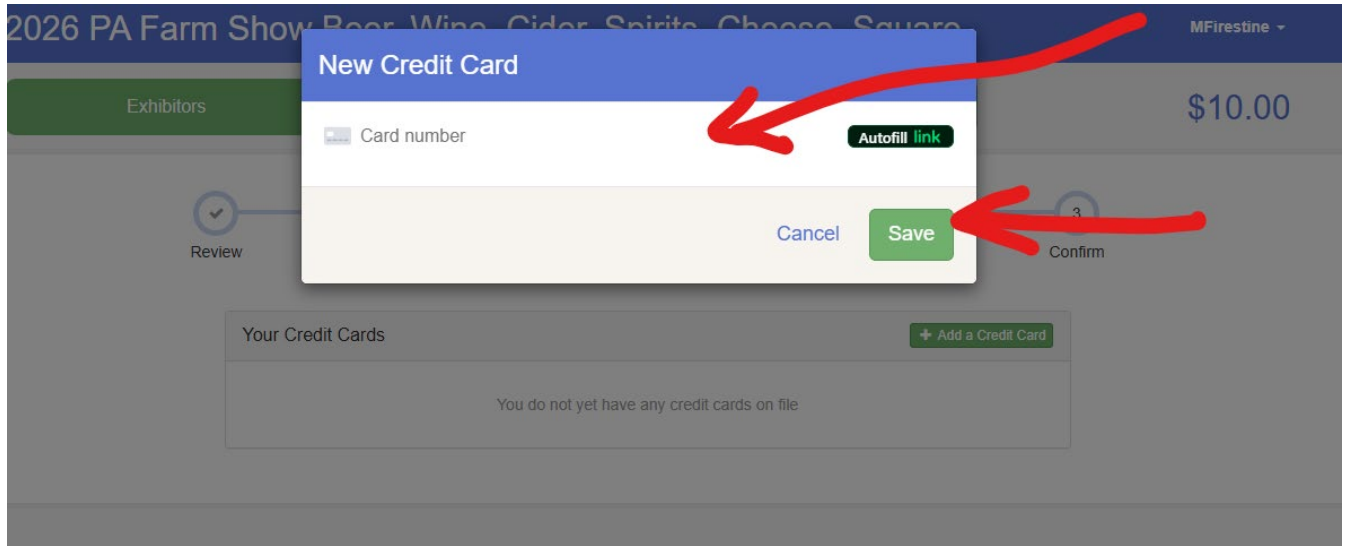 2026 PA Farm Show Beer, Wine, Cider, Spirits, Cheese, Square
MFirestine
New Credit Card
Exhibitors
$10.00
Card number
Autofill link
3
Cancel
Save
Review
Confirm
Your Credit Cards
+ Add a Credit Card
You do not yet have any credit cards on file